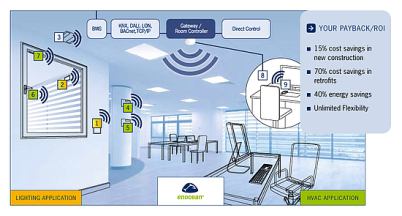 BMS
KNX, DALI, LON,
BACnet,TCP/IP
Gateway /
Room Controller
Direct Control
YOUR PAYBACK/ROI
15% cost savings in
new construction
70% cost savings in
retrofits
40% energy savings
Unlimited Flexibility
3
7
2
6
1
4
5
8
9
LIGHTING APPLICATION
enocean®
HVAC APPLICATION